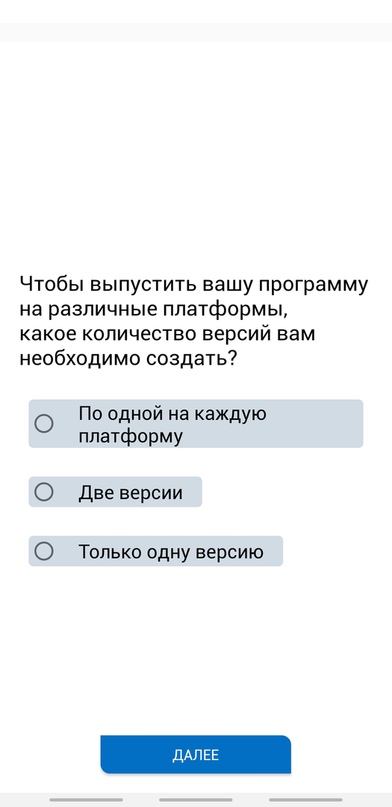 Чтобы выпустить вашу программу
на различные платформы,
какое количество версий вам
необходимо создать?
По одной на каждую
платформу
Две версии
Только одну версию
ДАЛЕЕ